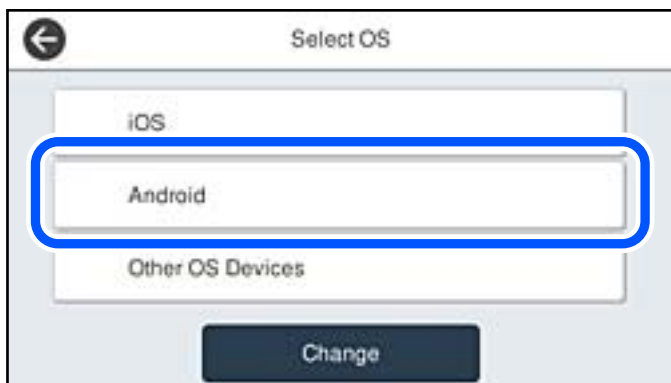 Select OS
iOS
Android
Other OS Devices
Change